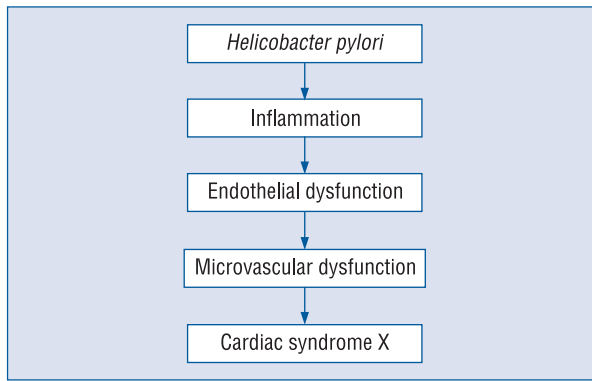 Helicobacter pylori
Inflammation
Endothelial dysfunction
Microvascular dysfunction
Cardiac syndrome X